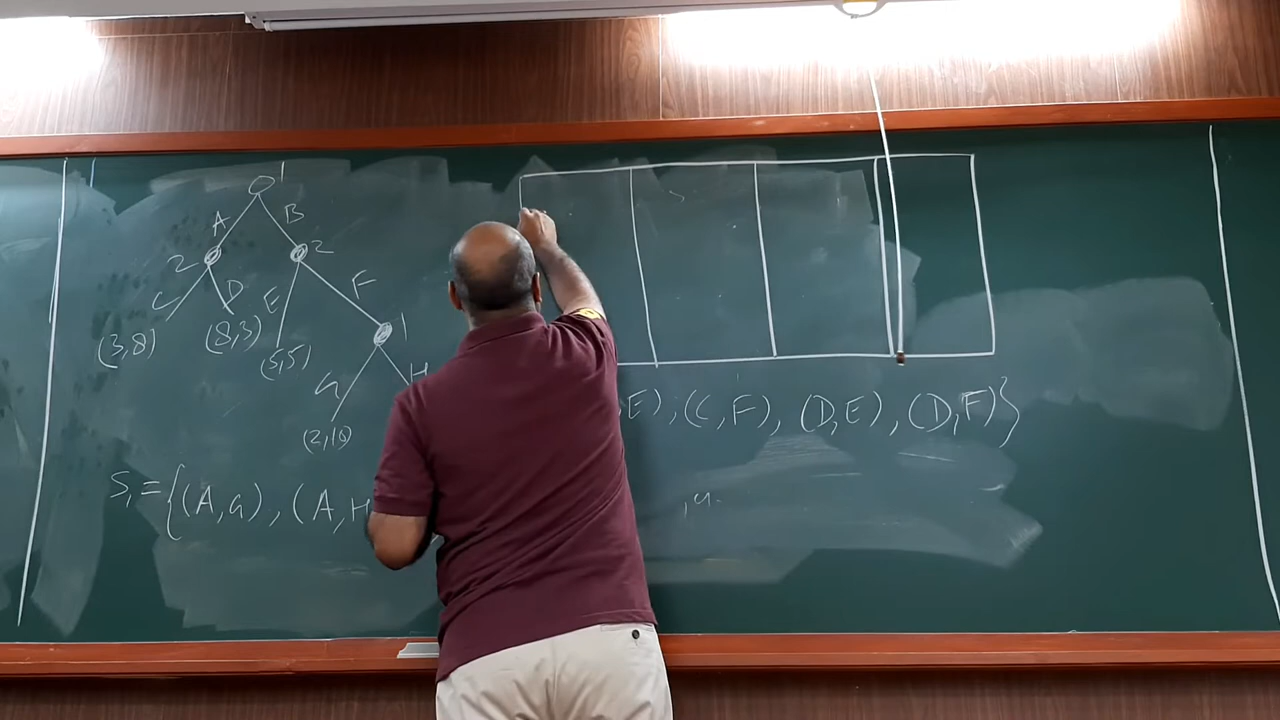 1
A B
2 2
C D E F
(3,8) (8,3) (5,5) 1
G H
(2,10)
E), (C,F), (D,E), (D,F)}
S₁={(A,G), (A,H